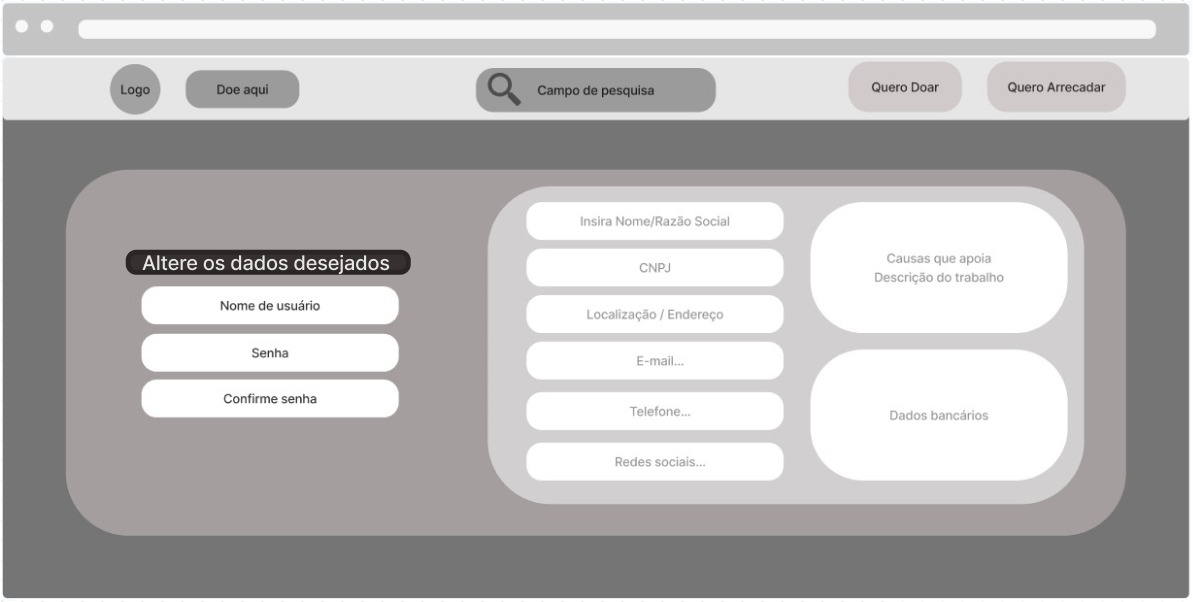 Logo
Doe aqui
Campo de pesquisa
Quero Doar
Quero Arrecadar
Altere os dados desejados
Nome de usuário
Senha
Confirme senha
Insira Nome/Razão Social
CNPJ
Localização / Endereço
E-mail...
Telefone...
Redes sociais...
Causas que apoia
Descrição do trabalho
Dados bancários